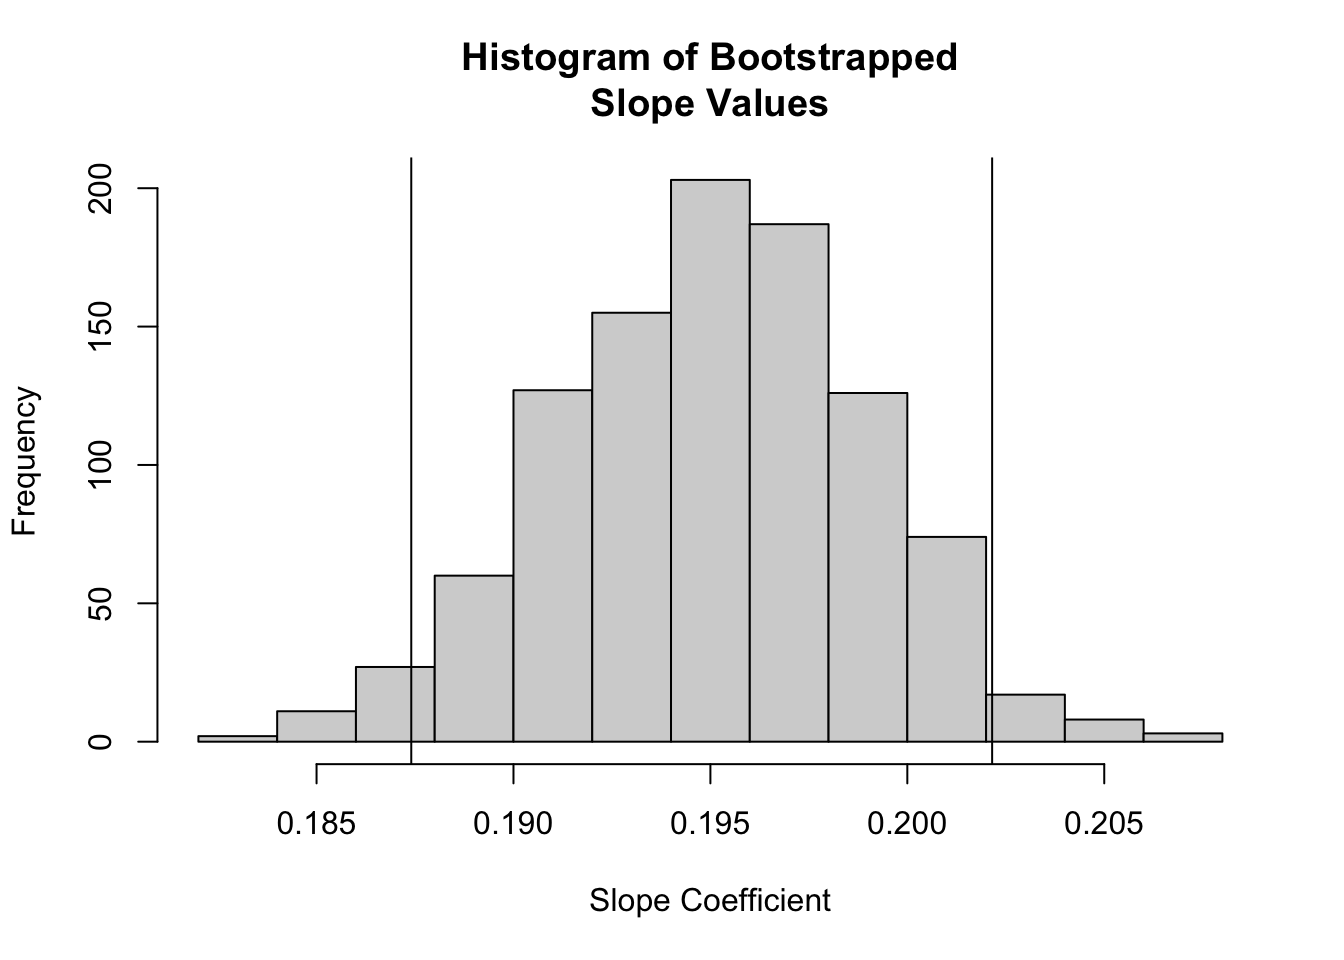 Histogram of Bootstrapped
Slope Values
Frequency
200
150
100
50
0
0.185 0.190 0.195 0.200 0.205
Slope Coefficient